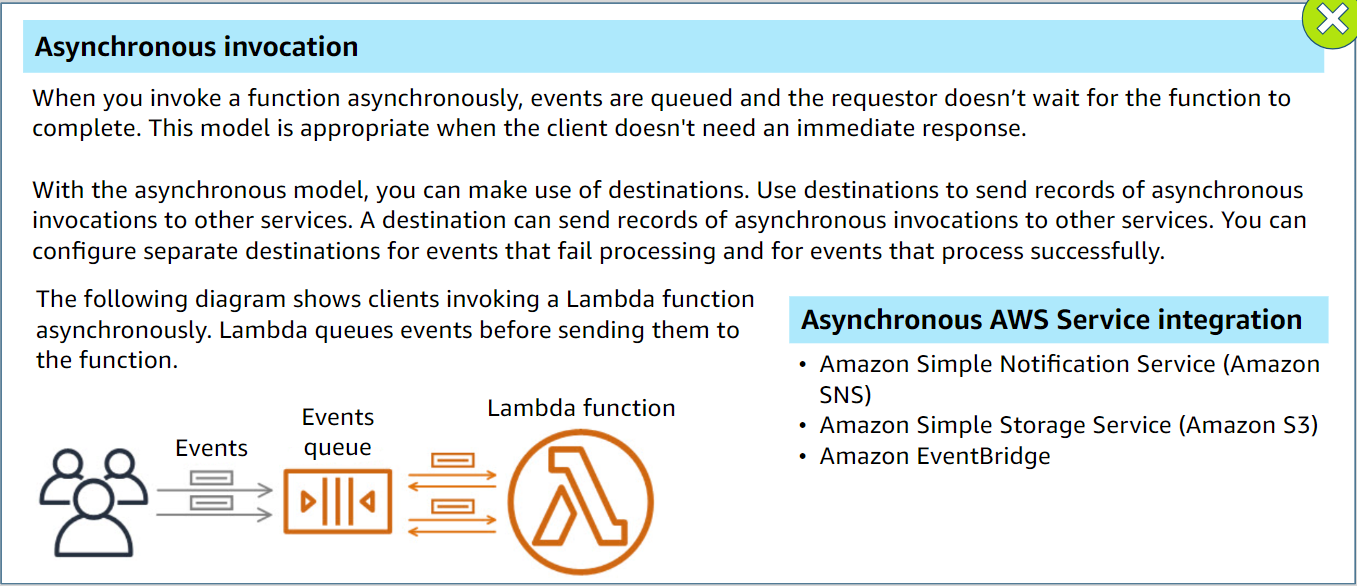 Asynchronous invocation
When you invoke a function asynchronously, events are queued and the requestor doesn’t wait for the function to
complete. This model is appropriate when the client doesn't need an immediate response.
With the asynchronous model, you can make use of destinations. Use destinations to send records of asynchronous
invocations to other services. A destination can send records of asynchronous invocations to other services. You can
configure separate destinations for events that fail processing and for events that process successfully.
The following diagram shows clients invoking a Lambda function
asynchronously. Lambda queues events before sending them to
the function.
Events
Events
queue
Lambda function
Asynchronous AWS Service integration
• Amazon Simple Notification Service (Amazon
SNS)
• Amazon Simple Storage Service (Amazon S3)
• Amazon EventBridge